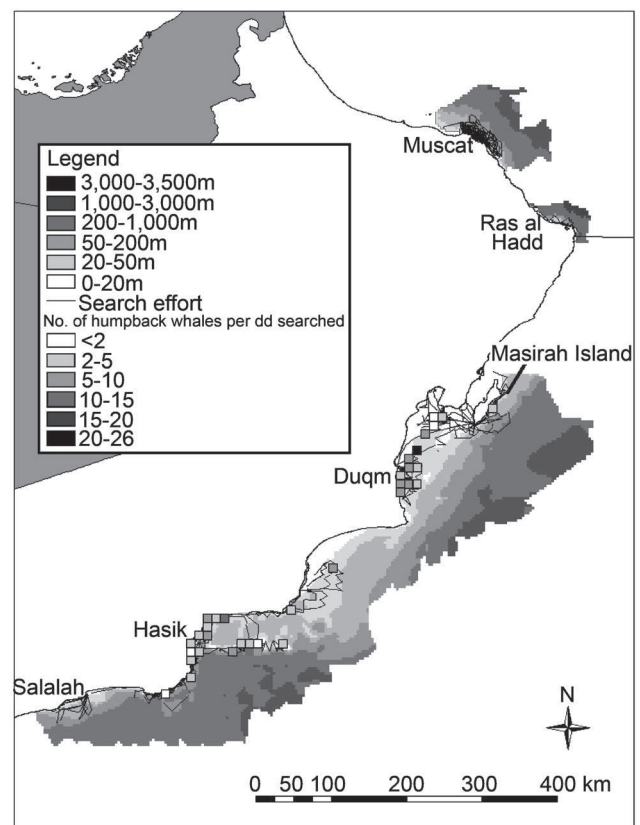 Muscat
Legend
3,000-3,500m
1,000-3,000m
200-1,000m
50-200m
20-50m
0-20m
Search effort
No. of humpback whales per dd searched
<2
2-5
5-10
10-15
15-20
20-26
Ras al
Hadd
Masirah Island
Duqm
Hasik
Salalah
N
0 50 100 200 300 400 km